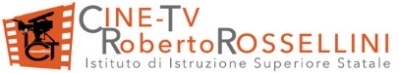 CINE-TV
RobertoROSSELLINI
Istituto di Istruzione Superiore Statale